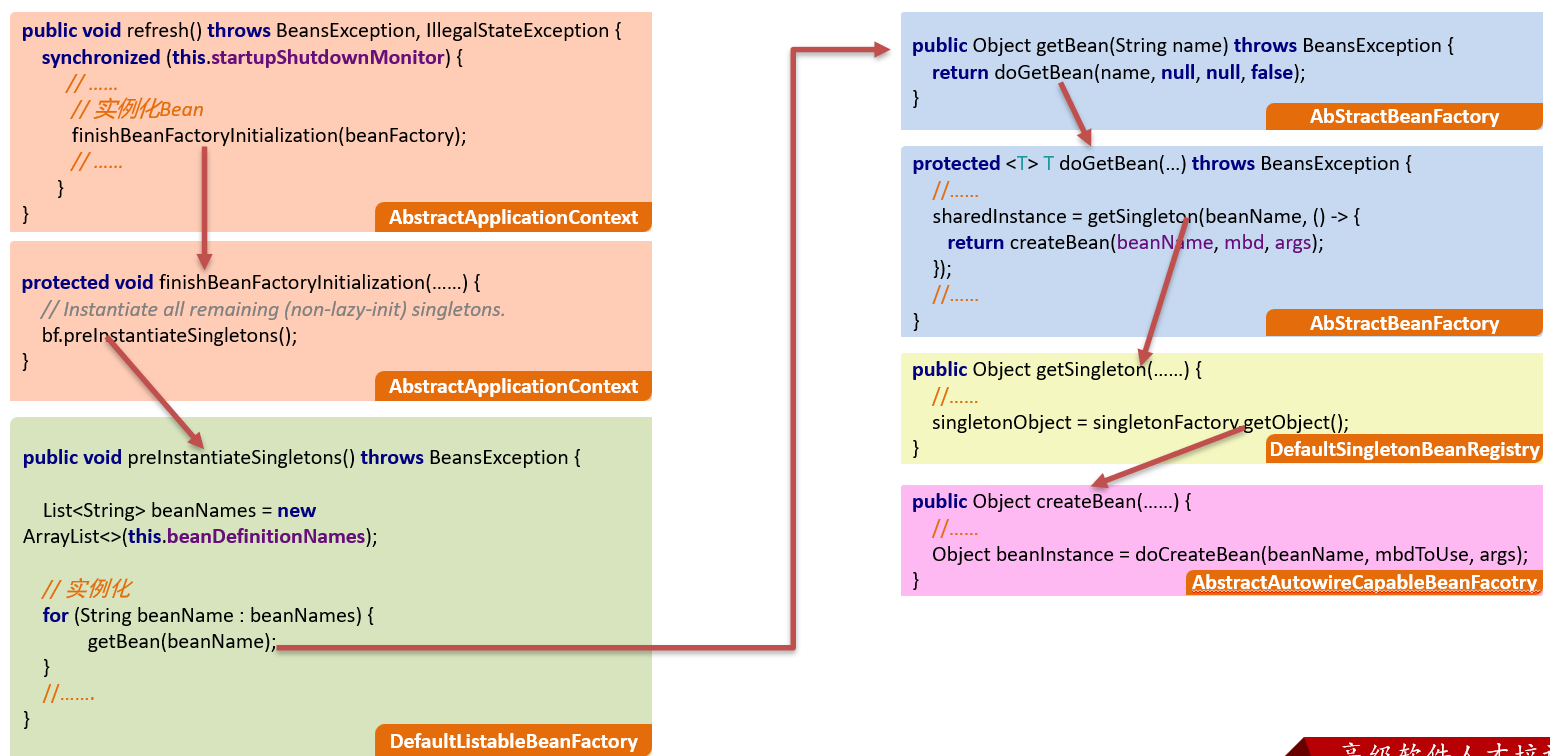 public void refresh() throws BeansException, IllegalStateException {
synchronized (this.startupShutdownMonitor) {
// ......
// 实例化Bean
finishBeanFactoryInitialization(beanFactory);
// ......
}
}
AbstractApplicationContext
protected void finishBeanFactoryInitialization(......) {
// Instantiate all remaining (non-lazy-init) singletons.
bf.preInstantiateSingletons();
}
AbstractApplicationContext
public void preInstantiateSingletons() throws BeansException {
List<String> beanNames = new
ArrayList<>(this.beanDefinitionNames);
// 实例化
for (String beanName : beanNames) {
getBean(beanName);
}
//.......
}
DefaultListableBeanFactory
public Object getBean(String name) throws BeansException {
return doGetBean(name, null, null, false);
}
AbStractBeanFactory
protected <T> T doGetBean(...) throws BeansException {
//......
sharedInstance = getSingleton(beanName, () -> {
return createBean(beanName, mbd, args);
});
//......
}
AbStractBeanFactory
public Object getSingleton(......) {
//......
singletonObject = singletonFactory.getObject();
}
DefaultSingletonBeanRegistry
public Object createBean(......) {
//......
Object beanInstance = doCreateBean(beanName, mbdToUse, args);
}
AbstractAutowireCapableBeanFacotry
高级软件人才培